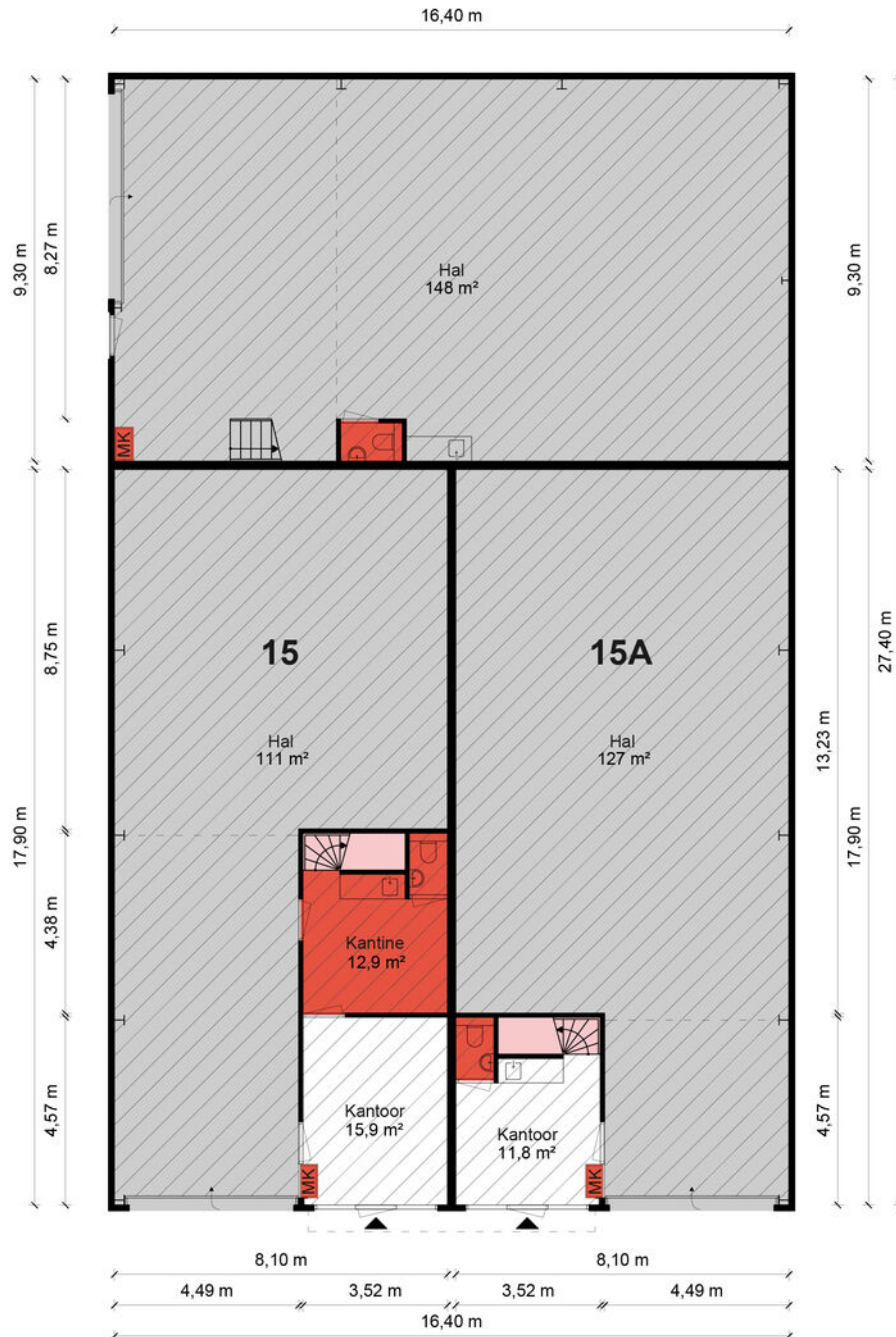 16,40 m
9,30 m
8,27 m
9,30 m
Hal
148 m²
MK
15
15A
8,75 m
27,40 m
Hal
111 m²
Hal
127 m²
13,23 m
17,90 m
17,90 m
4,38 m
Kantine
12,9 m²
4,57 m
Kantoor
15,9 m²
Kantoor
11,8 m²
4,57 m
MK
MK
8,10 m
8,10 m
4,49 m
3,52 m
3,52 m
4,49 m
16,40 m